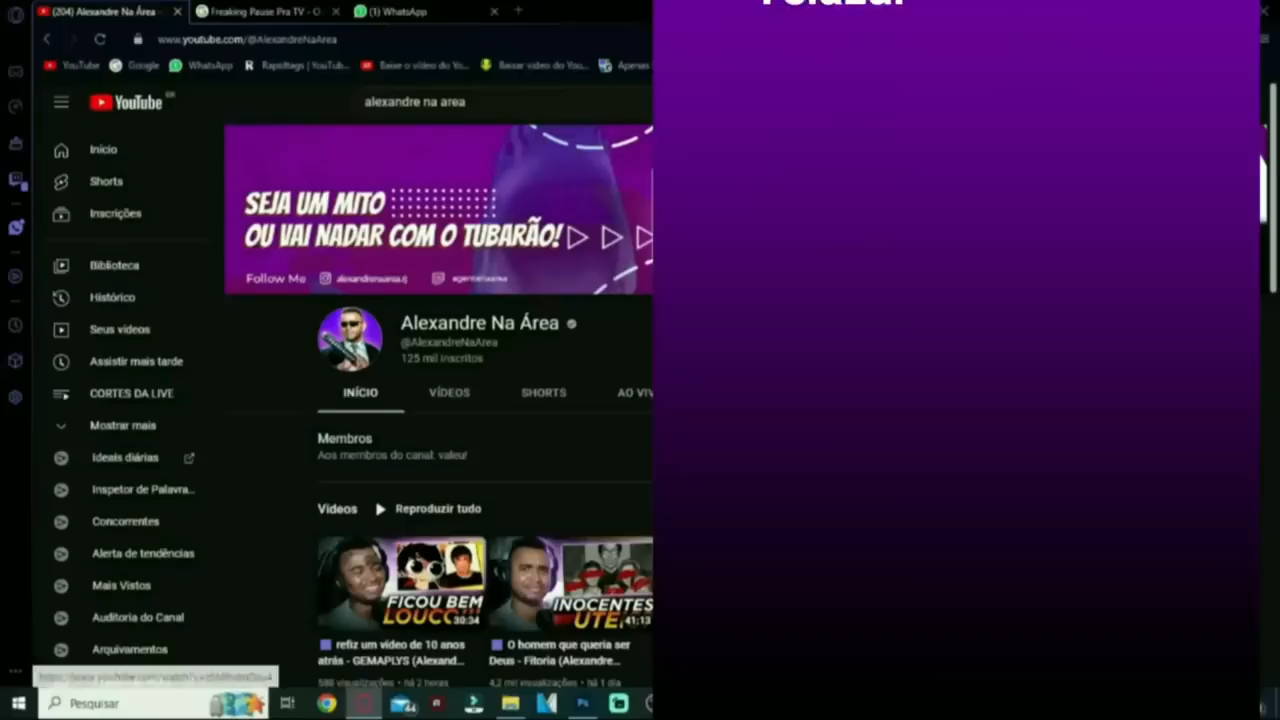 (204) Alexandre Na Área -
Freaking Pause Pra TV - O
(1) WhatsApp
www.youtube.com/@AlexandreNaArea
YouTube
Google
WhatsApp
Rapidtags | YouTub...
Baixe o vídeo do Yo...
Baixar video do You...
Apenas
YouTube BR
alexandre na area
Início
Shorts
Inscrições
Biblioteca
Histórico
Seus vídeos
Assistir mais tarde
CORTES DA LIVE
Mostrar mais
Ideais diárias
Inspetor de Palavra...
Concorrentes
Alerta de tendências
Mais Vistos
Auditoria do Canal
Arquivamentos
SEJA UM MITO
OU VAI NADAR COM O TUBARÃO!
Follow Me
Alexandre Na Área
@AlexandreNaArea
125 mil inscritos
INÍCIO
VÍDEOS
SHORTS
AO VIV
Membros
Aos membros do canal: valeu!
Vídeos
Reproduzir tudo
FICOU BEM
LOUCO
30:34
INOCENTES
UTE
41:13
refiz um vídeo de 10 anos
atrás - GEMAPLYS (Alexand...
588 visualizações • há 2 horas
O homem que queria ser
Deus - Fitoria (Alexandre...
4,2 mil visualizações • há 1 dia
Pesquisar
44